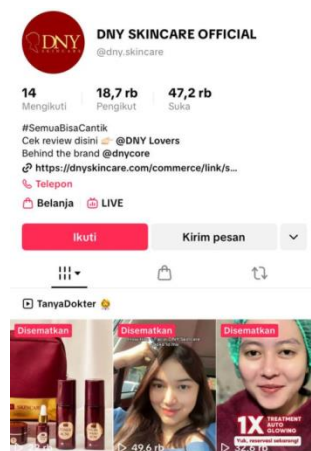 DNY
DNY SKINCARE OFFICIAL
@dny.skincare
14
Mengikuti
18,7 rb
Pengikut
47,2 rb
Suka
#SemuaBisaCantik
Cek review disini 👉🏻 @DNY Lovers
Behind the brand @dnycore
https://dnyskincare.com/commerce/link/s...
Telepon
Belanja
LIVE
Ikuti
Kirim pesan
TanyaDokter
Disematkan
Disematkan
Disematkan
49.6 rb
1X TREATMENT
AUTO
GLOWING
Yuk, reservasi sekarang!